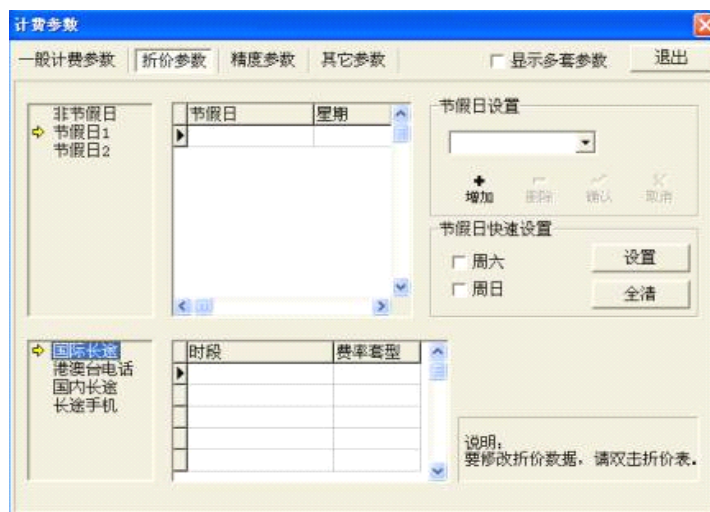 计费参数
一般计费参数 折价参数 精度参数 其它参数 显示多套参数 退出
非节假日
节假日1
节假日2
节假日 星期
节假日设置
增加 删除 确认 取消
节假日快速设置
周六
设置
周日
全清
国际长途
港澳台电话
国内长途
长途手机
时段 费率套型
说明:
要修改折价数据，请双击折价表.